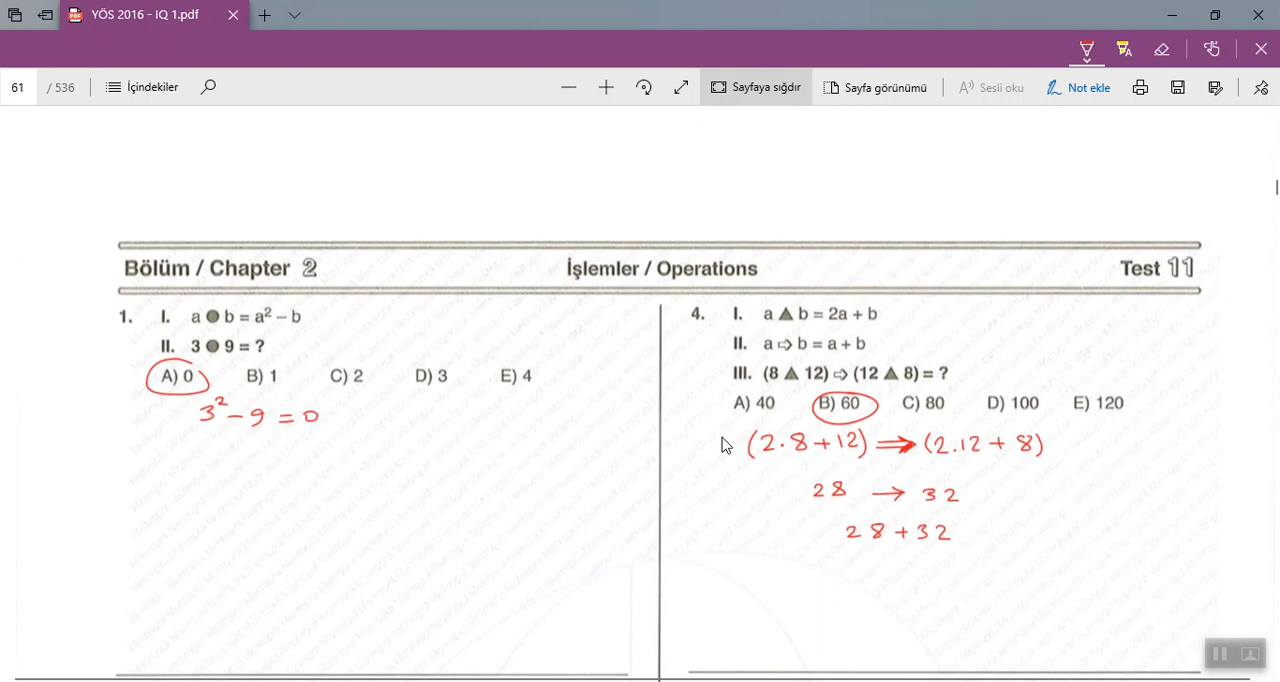 YÖS 2016 - IQ 1.pdf
61 / 536 İçindekiler Sayfaya sığdır Sayfa görünümü Sesli oku Not ekle
Bölüm / Chapter 2 İşlemler / Operations Test 11
1. I. a ● b = a² – b
II. 3 ● 9 = ?
A) 0 B) 1 C) 2 D) 3 E) 4
3² - 9 = 0
4. I. a ▲ b = 2a + b
II. a ⇨ b = a + b
III. (8 ▲ 12) ⇨ (12 ▲ 8) = ?
A) 40 B) 60 C) 80 D) 100 E) 120
(2.8+12) ⇒ (2.12 + 8)
28 → 32
28 + 32